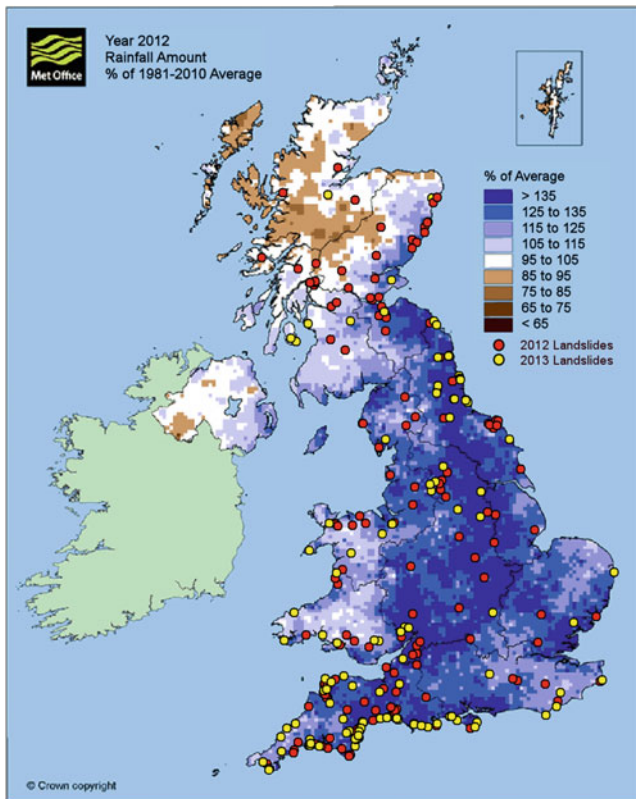 Met Office
Year 2012
Rainfall Amount
% of 1981-2010 Average
% of Average
> 135
125 to 135
115 to 125
105 to 115
95 to 105
85 to 95
75 to 85
65 to 75
< 65
2012 Landslides
2013 Landslides
© Crown copyright